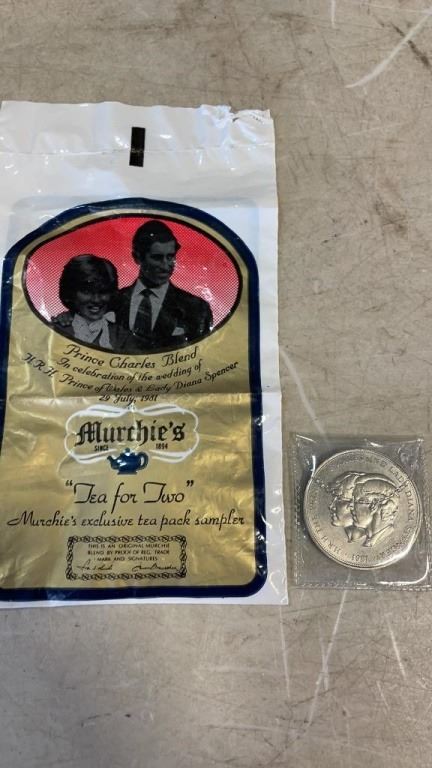 Prince Charles Blend
In celebration of the wedding of
H.R.H. Prince of Wales & Lady Diana Spencer
29 July, 1981
Murchie's
SINCE 1894
"Tea for Two"
Murchie's exclusive tea pack sampler
THIS IS AN ORIGINAL MURCHIE
BLEND BY PROOF OF REG. TRADE
MARK AND SIGNATURES
LADY DIANA
1981